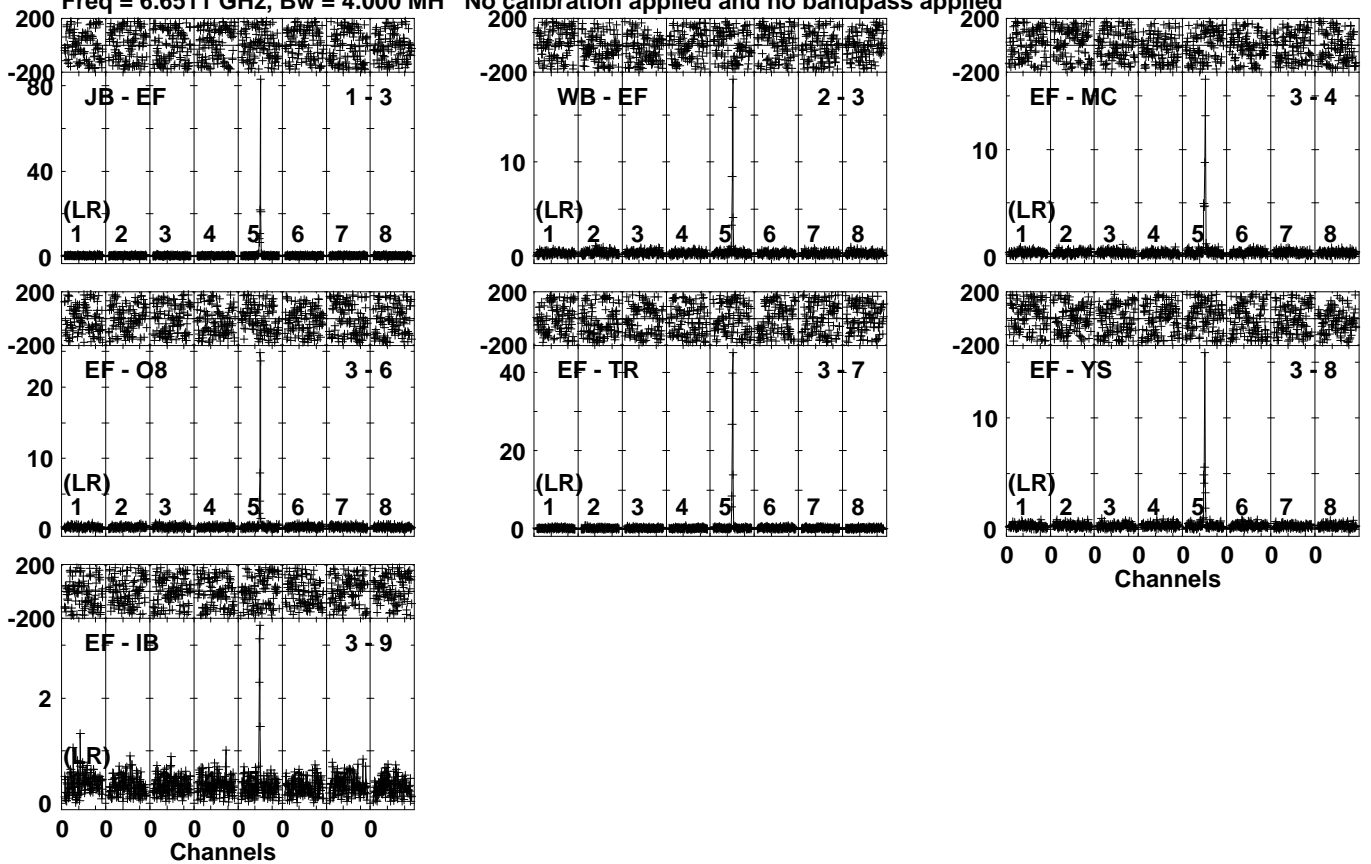 Freq = 6.6511 GHz, Bw = 4.000 MH No calibration applied and no bandpass applied
200
-200
80
40
0
JB - EF 1 - 3
(LR)
1 2 3 4 5 6 7 8
200
-200
10
0
WB - EF 2 - 3
(LR)
1 2 3 4 5 6 7 8
200
-200
10
0
EF - MC 3 - 4
(LR)
1 2 3 4 5 6 7 8
200
-200
20
10
0
EF - O8 3 - 6
(LR)
1 2 3 4 5 6 7 8
200
-200
40
20
0
EF - TR 3 - 7
(LR)
1 2 3 4 5 6 7 8
200
-200
10
0
EF - YS 3 - 8
(LR)
1 2 3 4 5 6 7 8
0 0 0 0 0 0 0 0
Channels
200
-200
2
0
EF - IB 3 - 9
(LR)
0 0 0 0 0 0 0 0
Channels